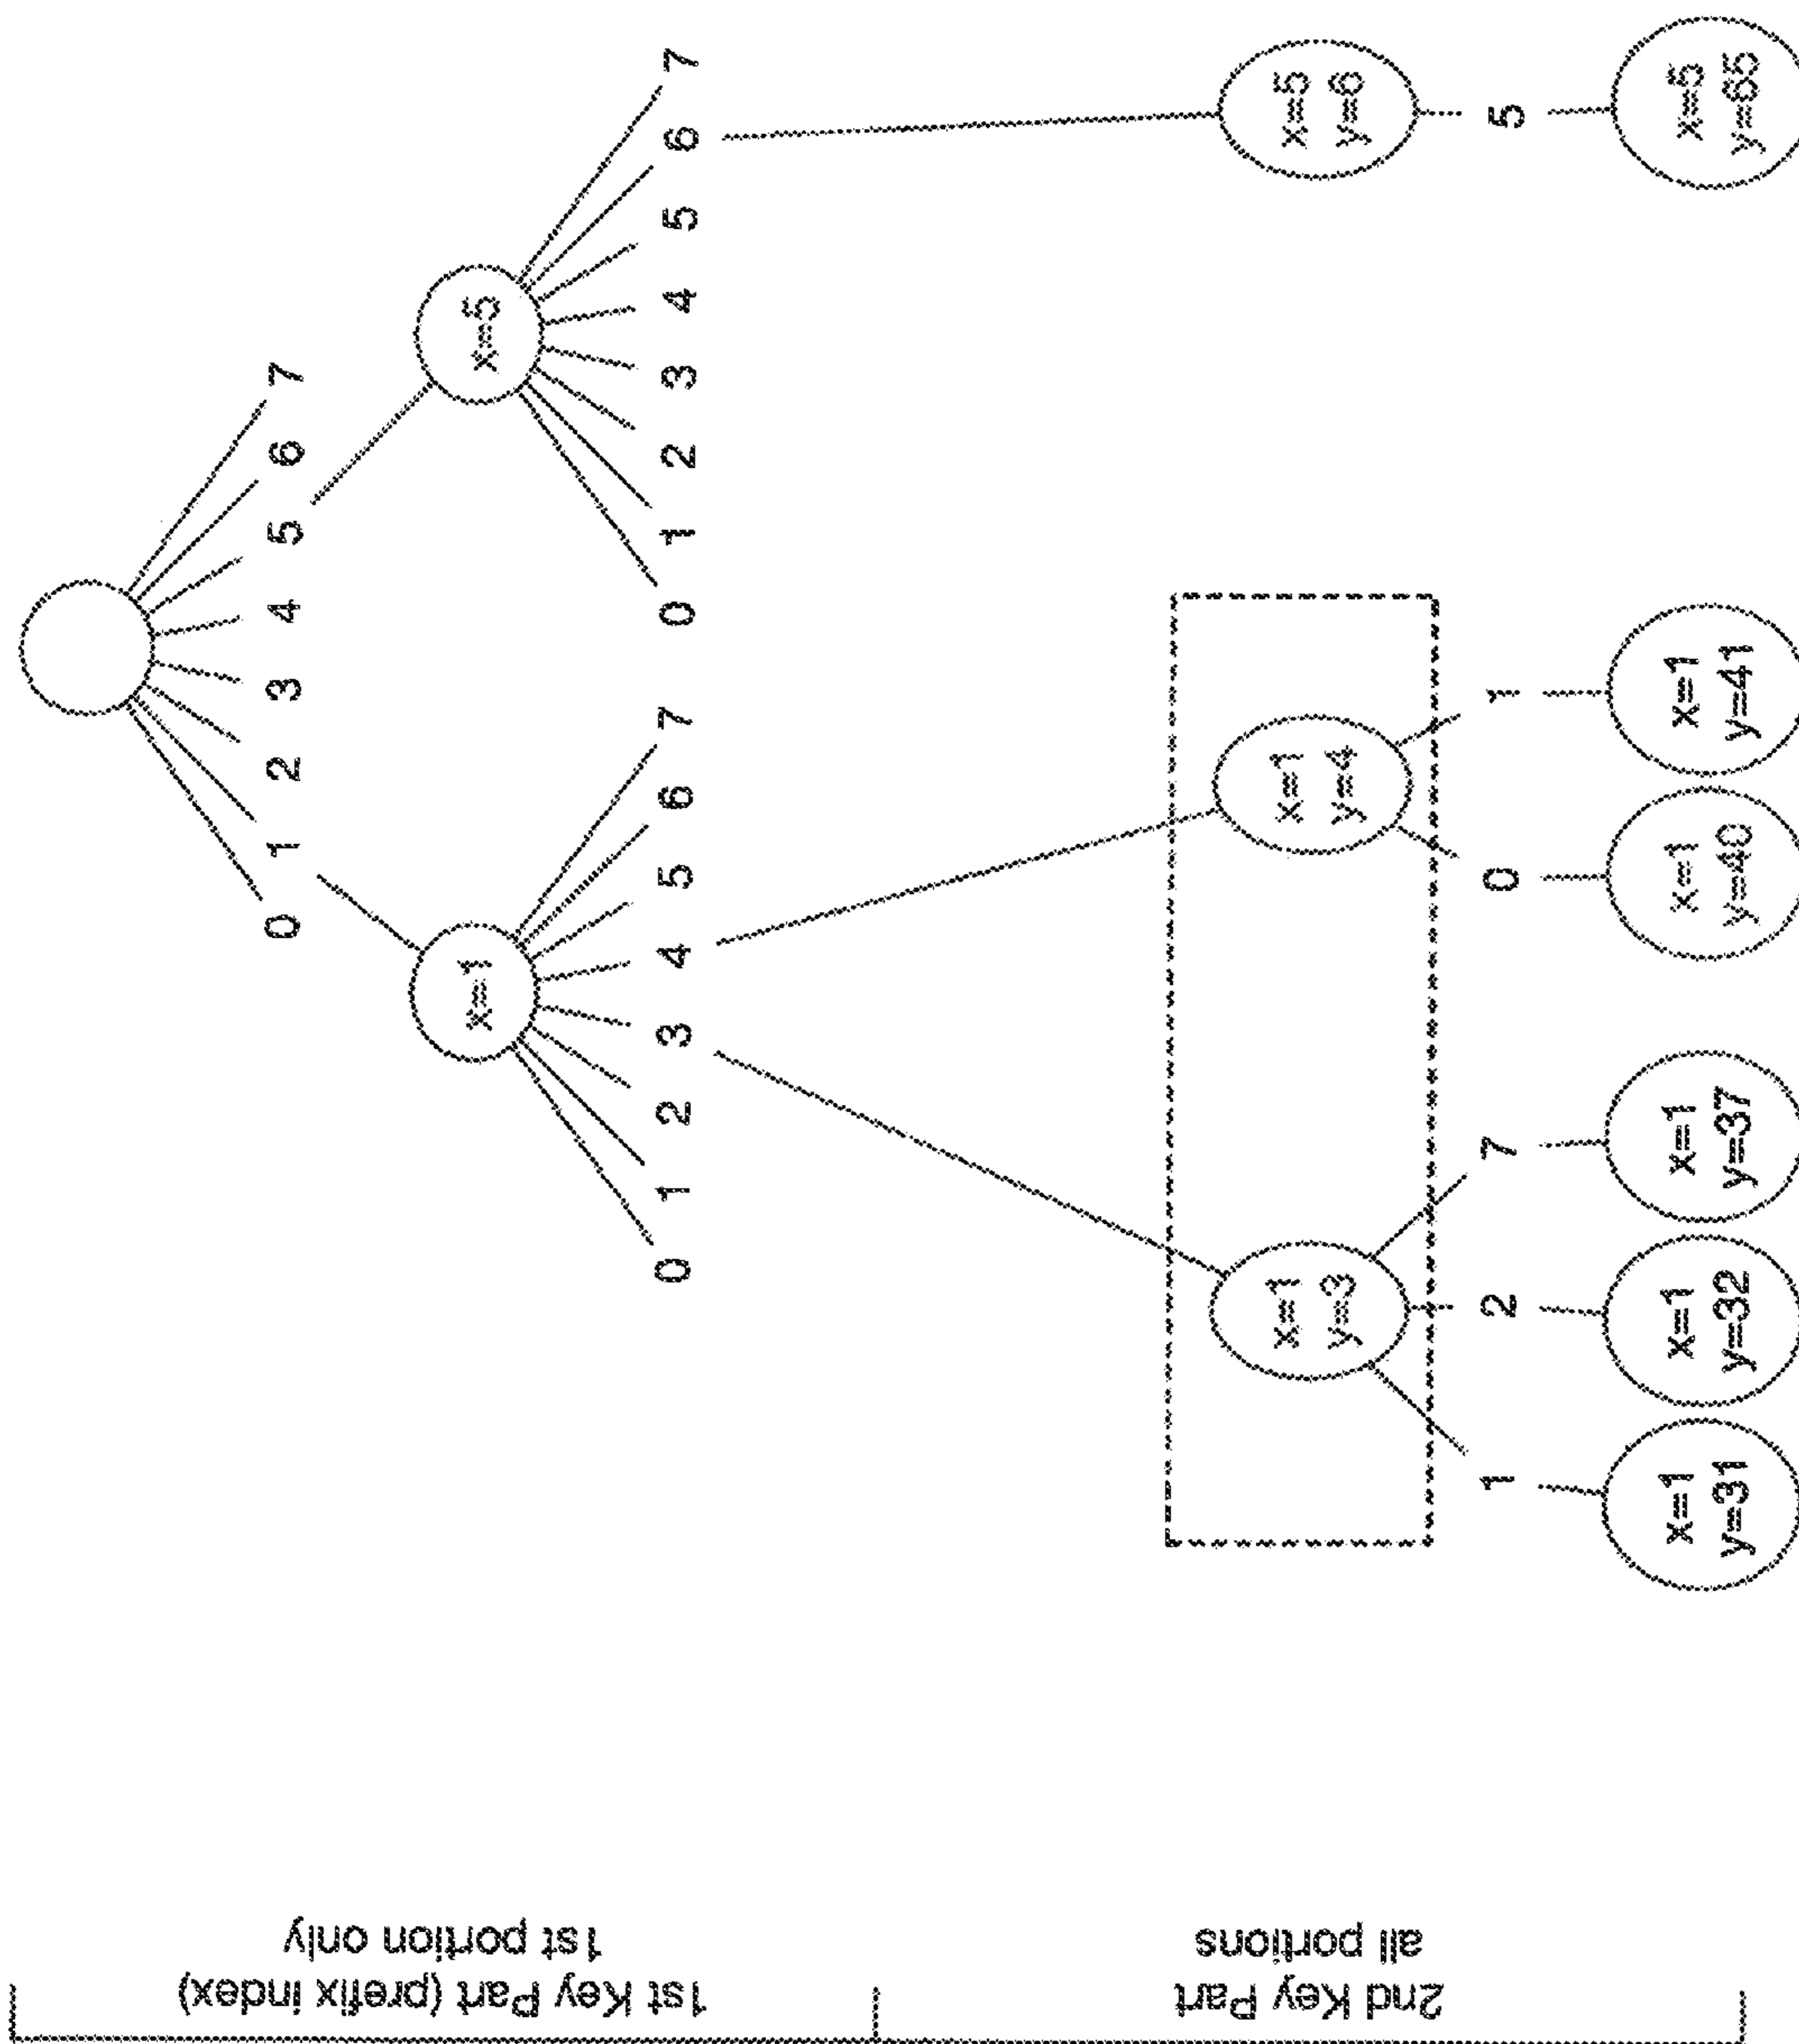 0 1 2 3 4 5 6 7
x=1
x=5
0 1 2 3 4 5 6 7
0 1 2 3 4 5 6 7
x=1
y=3
x=1
y=4
x=5
y=6
1 2 7
0 1
5
x=1
y=31
x=1
y=32
x=1
y=37
x=1
y=40
x=1
y=41
x=5
y=65
1st Key Part (prefix index)
1st portion only
2nd Key Part
all portions